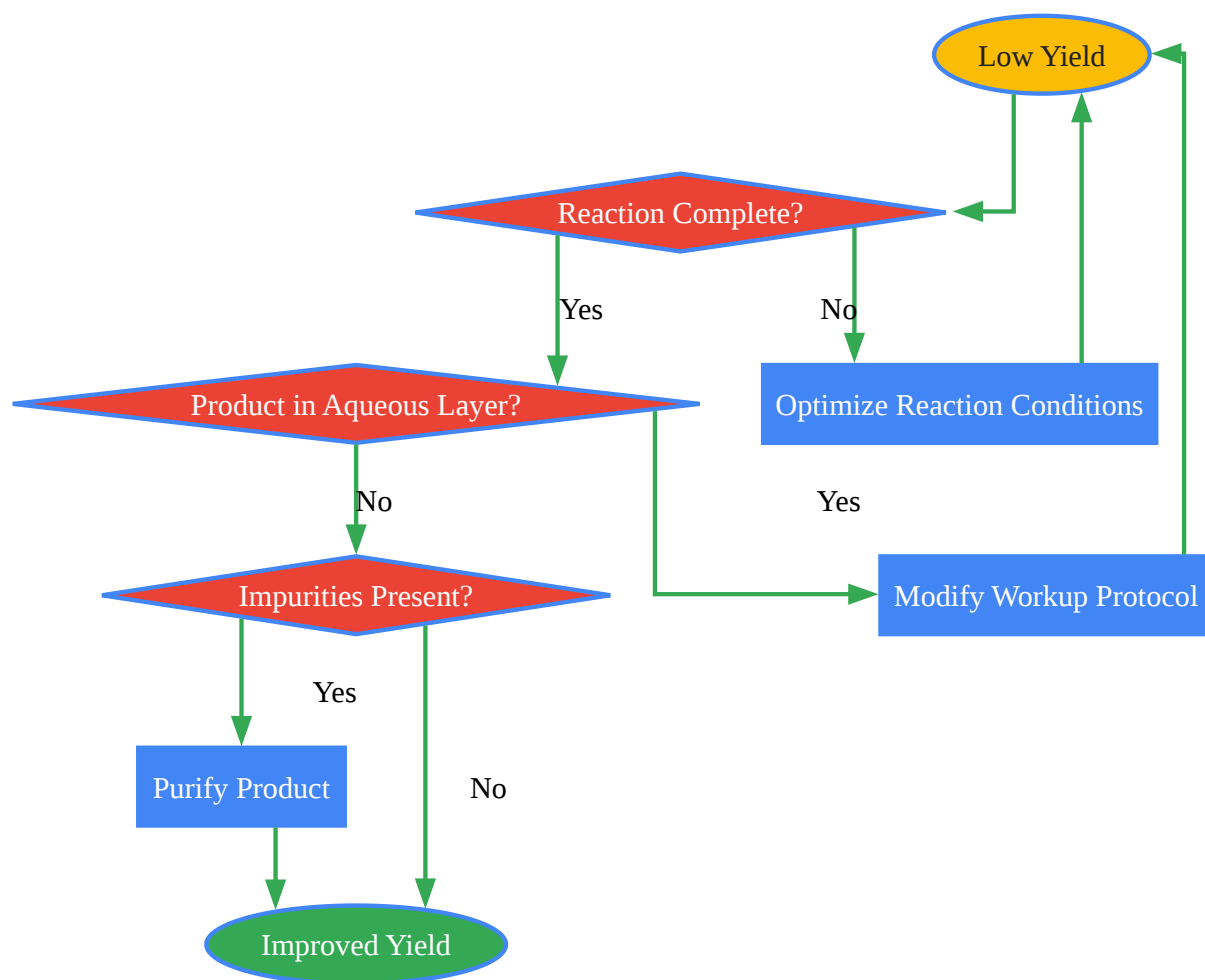 Low Yield
Reaction Complete?
Yes
No
Product in Aqueous Layer?
Optimize Reaction Conditions
No
Yes
Impurities Present?
Modify Workup Protocol
Yes
Purify Product
No
Improved Yield